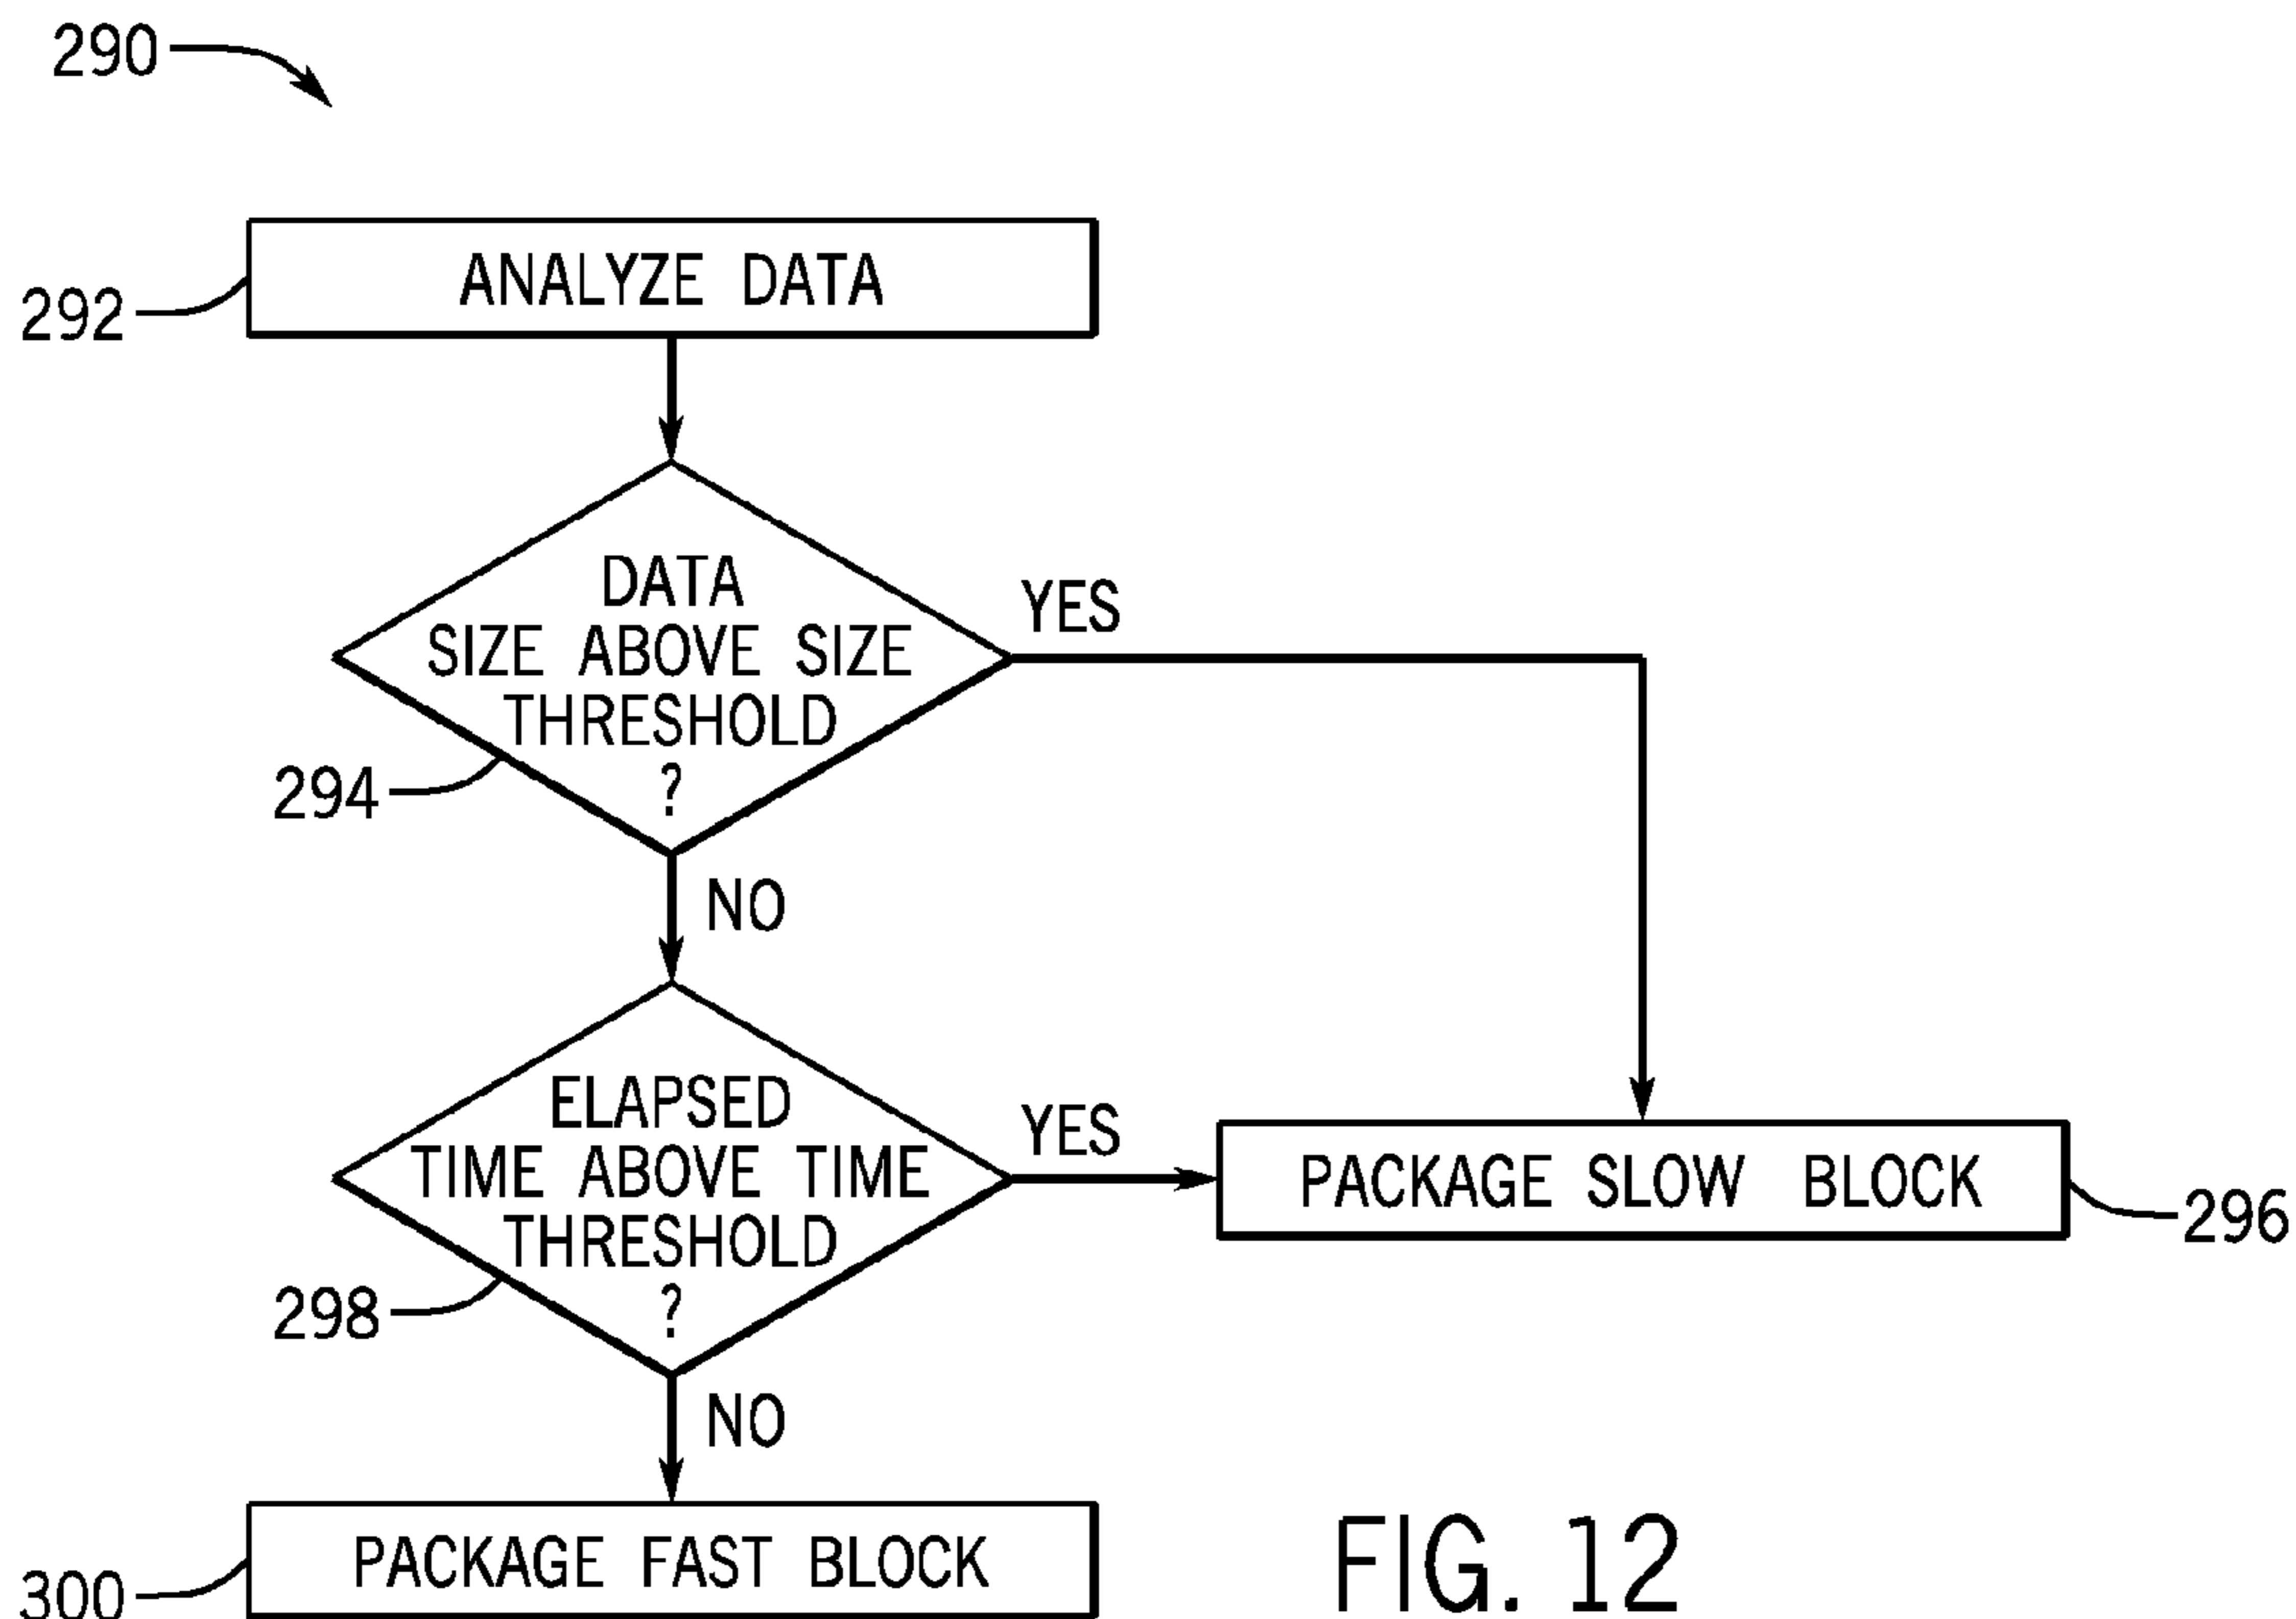 290
292
ANALYZE DATA
DATA
SIZE ABOVE SIZE
THRESHOLD
?
294
YES
NO
ELAPSED
TIME ABOVE TIME
THRESHOLD
?
298
YES
PACKAGE SLOW BLOCK
296
NO
300
PACKAGE FAST BLOCK
FIG. 12